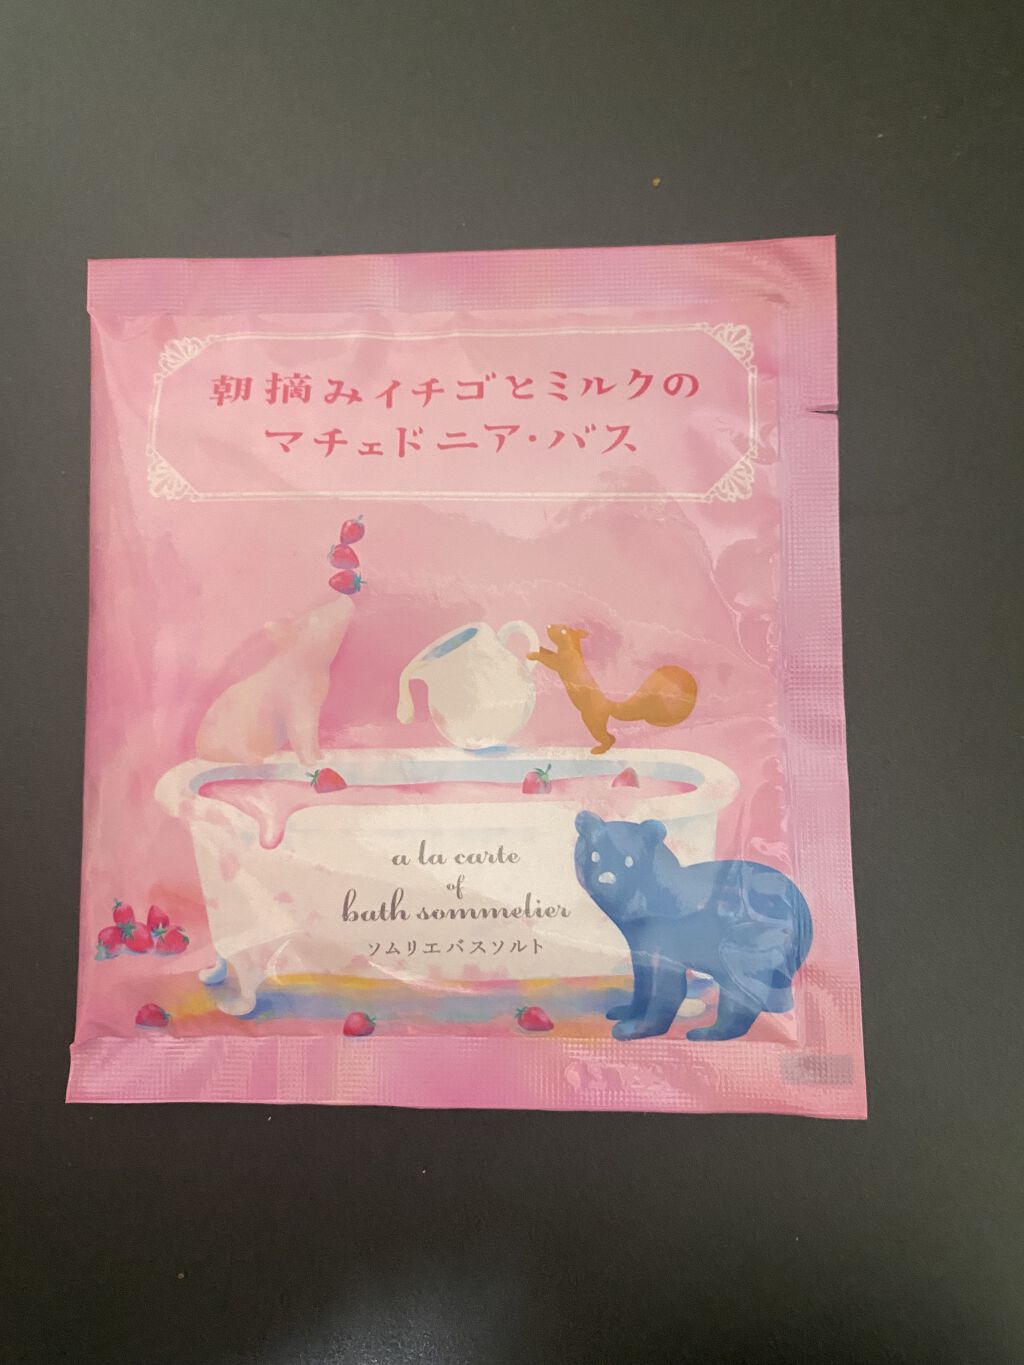 朝摘みイチゴとミルクの
マチェドニア・バス
a la carte
of
bath sommelier
ソムリエバスソルト